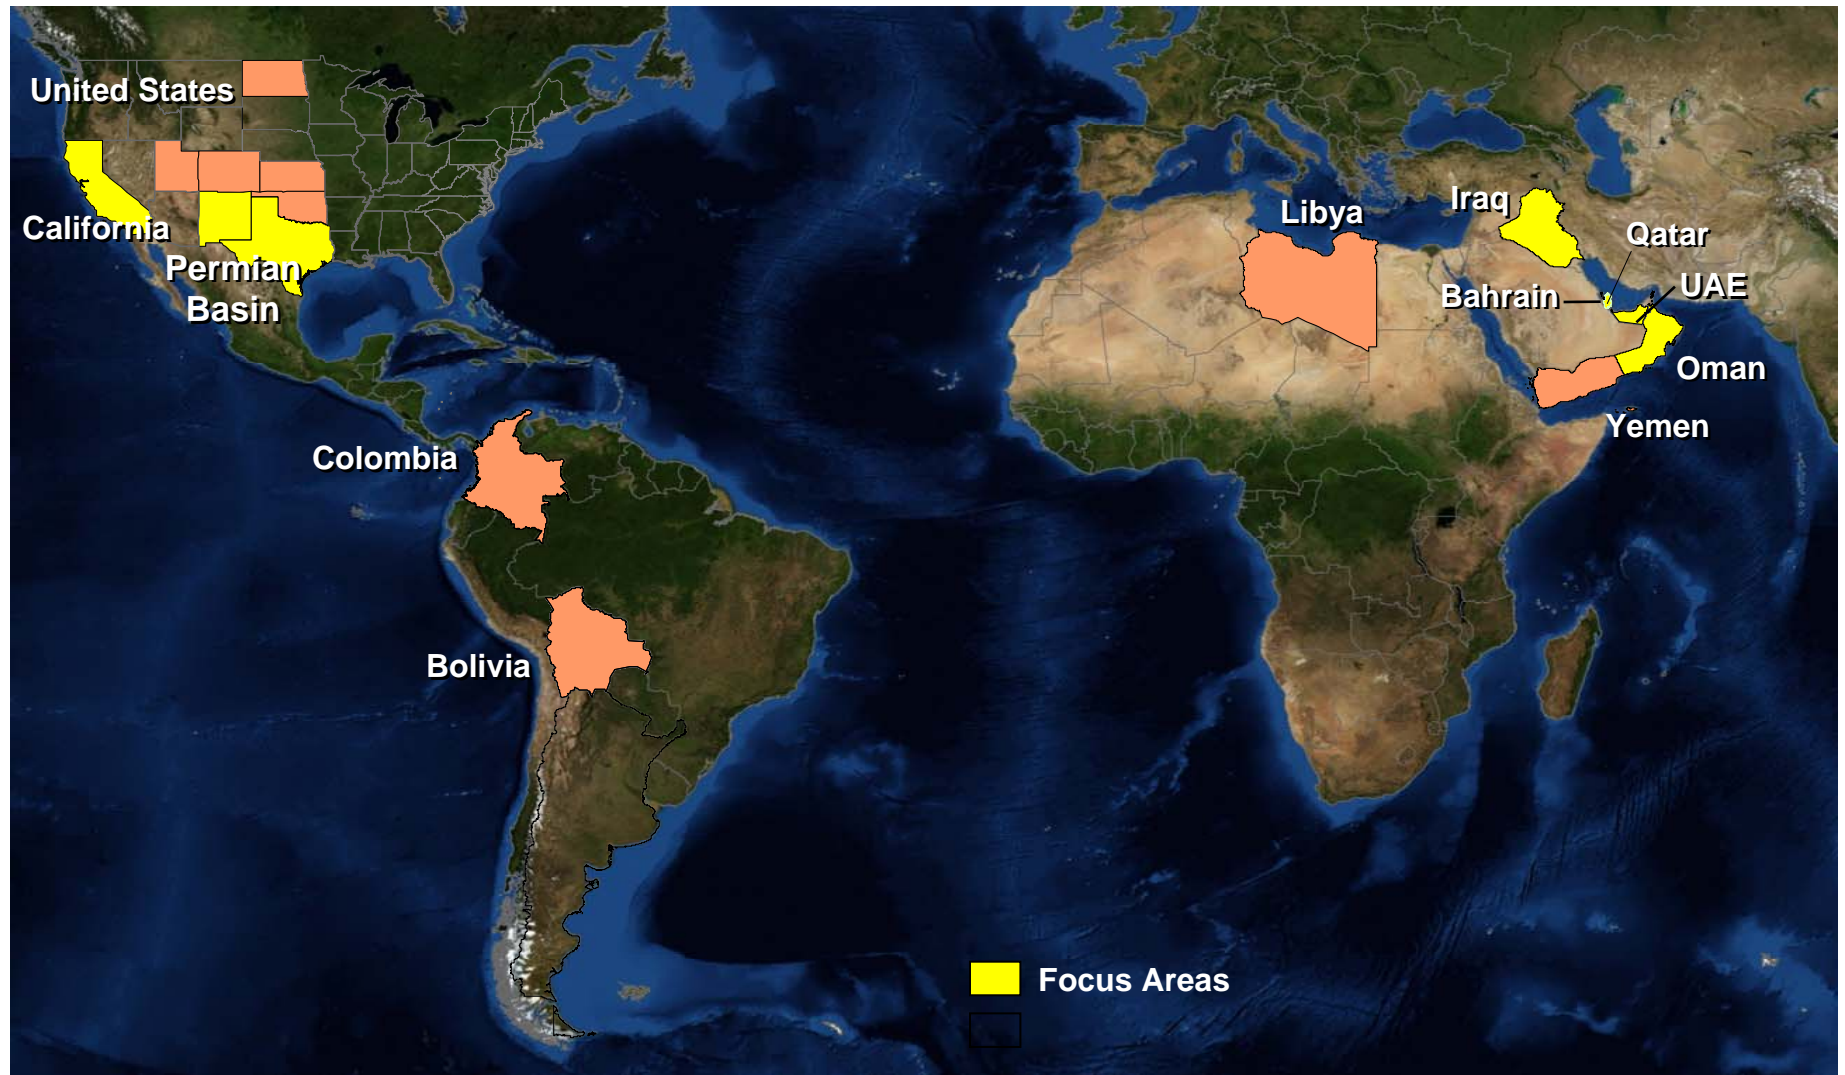 United States
California
Permian
Basin
Colombia
Bolivia
Libya
Iraq
Qatar
Bahrain
UAE
Oman
Yemen
Focus Areas